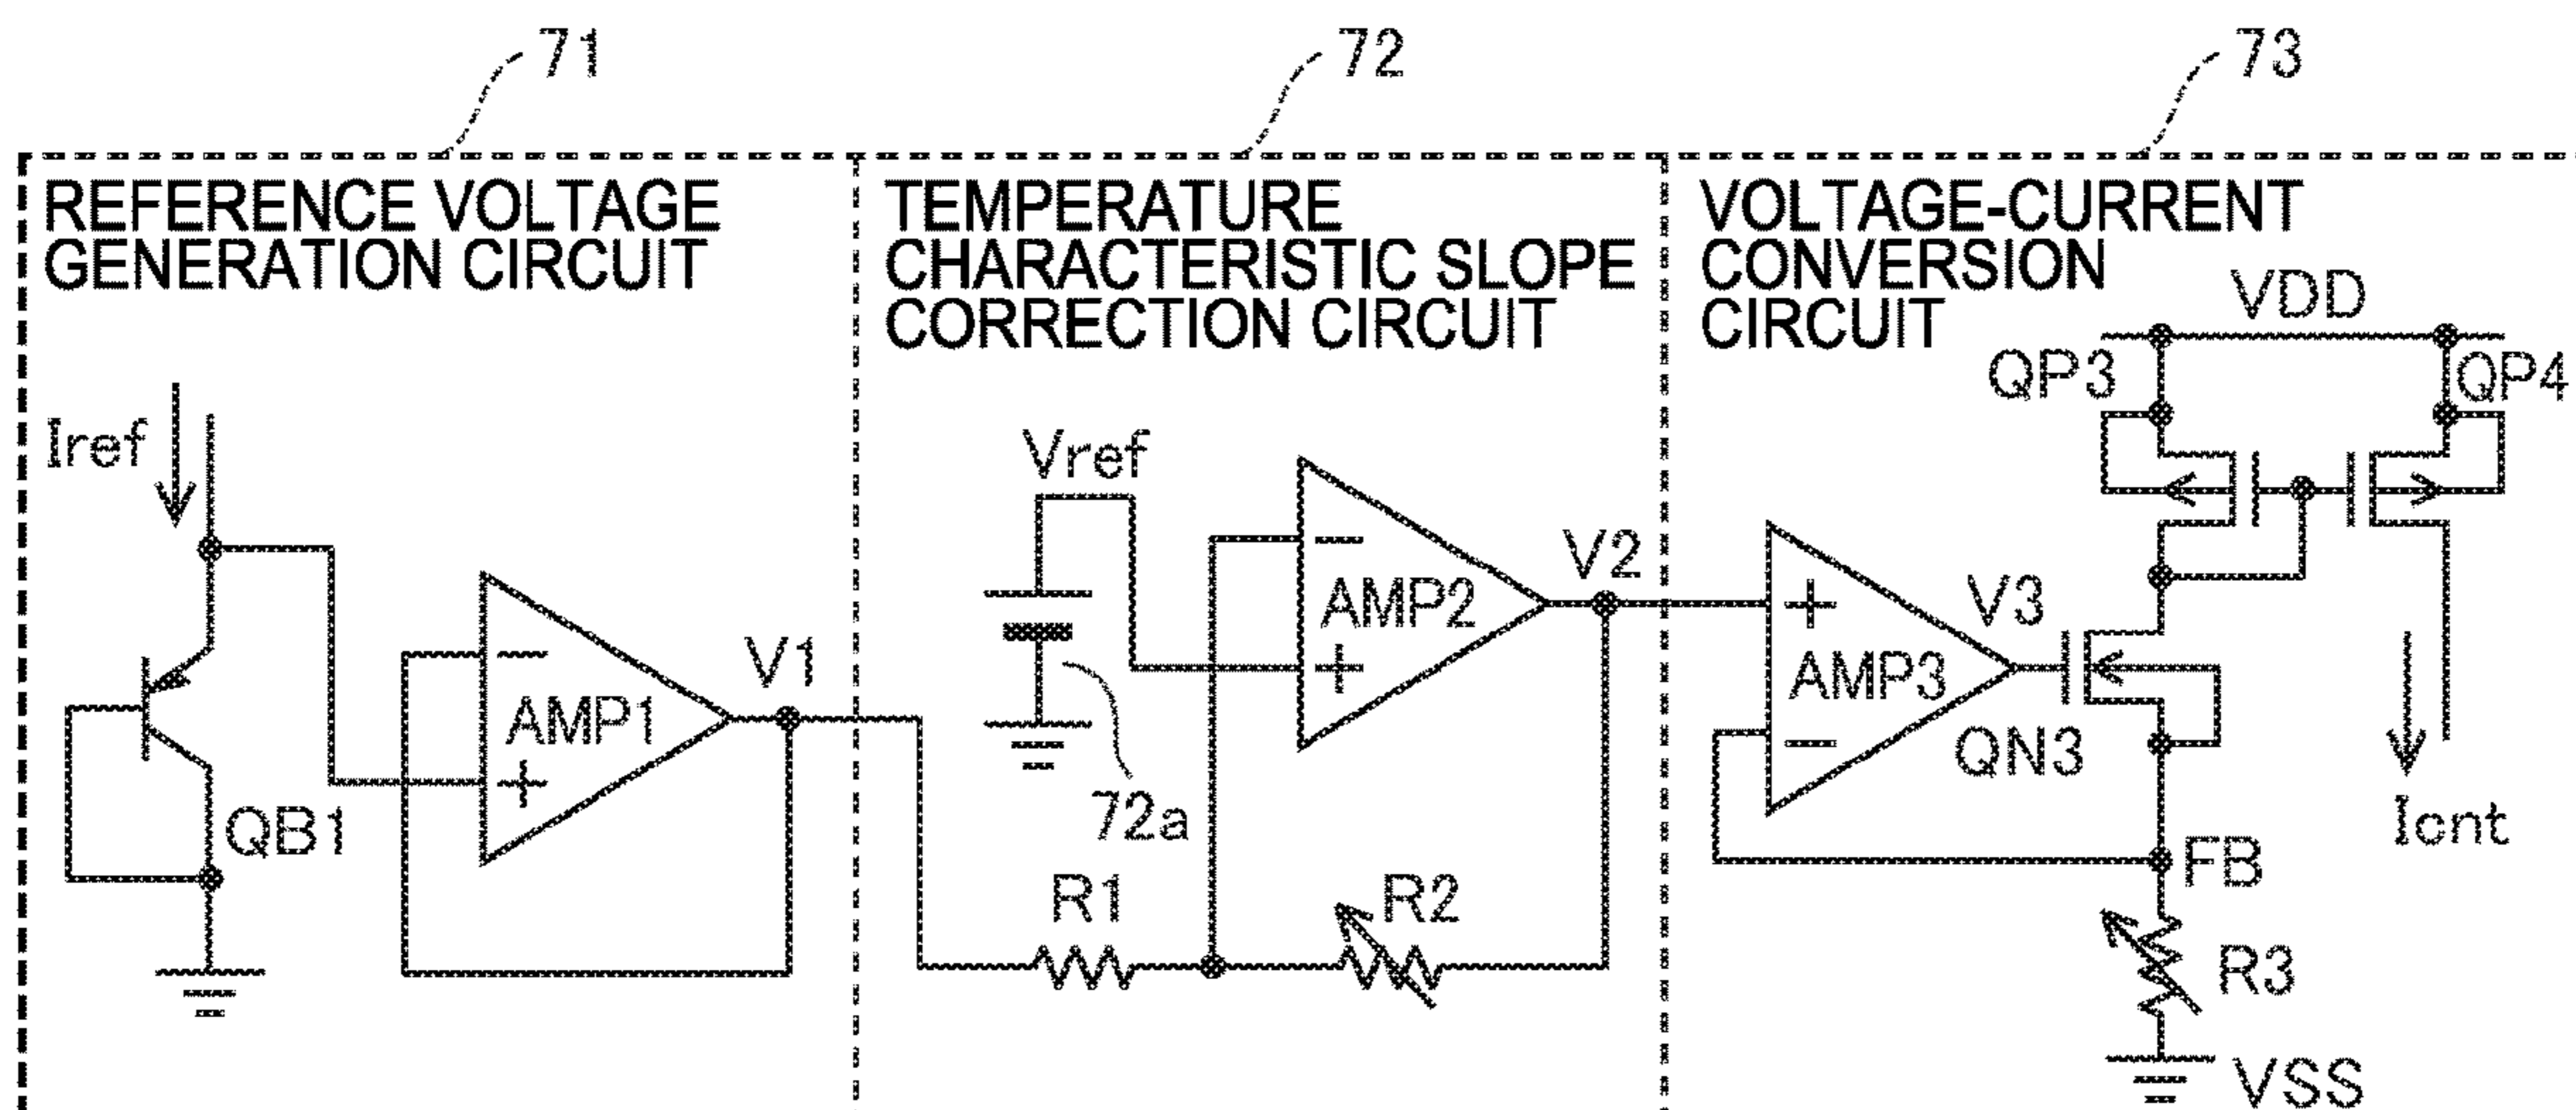 71
72
73
REFERENCE VOLTAGE
GENERATION CIRCUIT
TEMPERATURE
CHARACTERISTIC SLOPE
CORRECTION CIRCUIT
VOLTAGE-CURRENT
CONVERSION
CIRCUIT
VDD
QP3
QP4
Iref
Vref
AMP1
V1
QB1
72a
AMP2
V2
R1
R2
AMP3
V3
QN3
Icnt
FB
R3
VSS